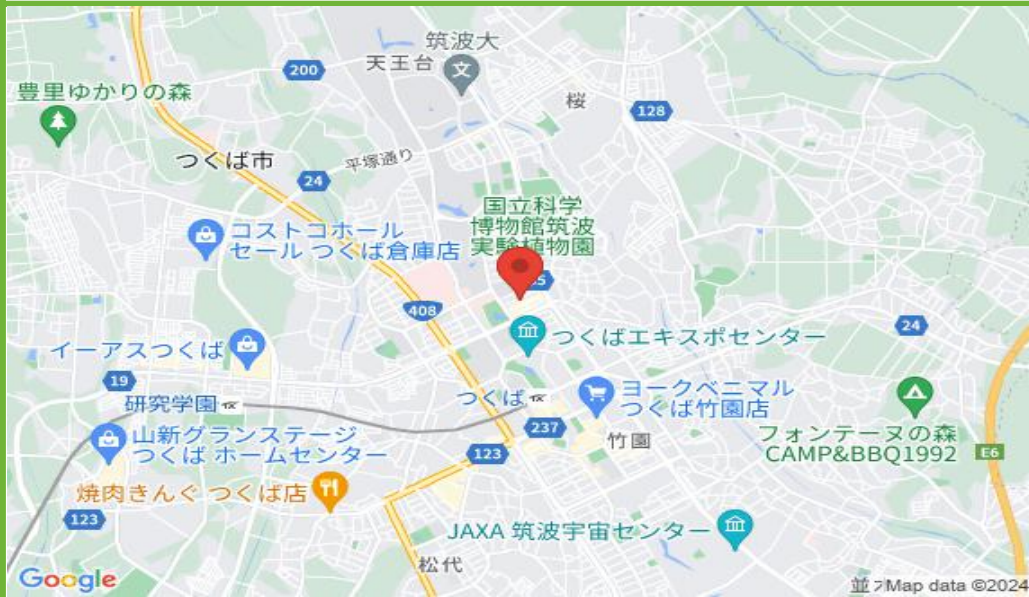 筑波大
天王台
文
200
豊里ゆかりの森
桜
128
つくば市
平塚通り
24
国立科学
博物館筑波
実験植物園
コストコホール
セール つくば倉庫店
408
つくばエキスポセンター
24
イーアスつくば
19
研究学園
つくば
ヨークベニマル
つくば竹園店
山新グランステージ
つくば ホームセンター
237
竹園
123
フォンテーヌの森
CAMP&BBQ1992
E6
焼肉きんぐ つくば店
123
JAXA 筑波宇宙センター
松代
Google
Map data ©2024